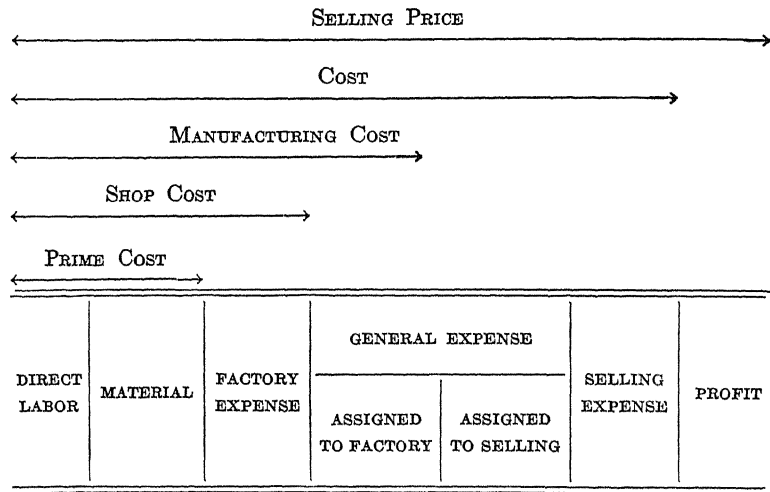 SELLING PRICE
COST
MANUFACTURING COST
SHOP COST
PRIME COST
DIRECT
LABOR
MATERIAL
FACTORY
EXPENSE
GENERAL EXPENSE
ASSIGNED
TO FACTORY
ASSIGNED
TO SELLING
SELLING
EXPENSE
PROFIT